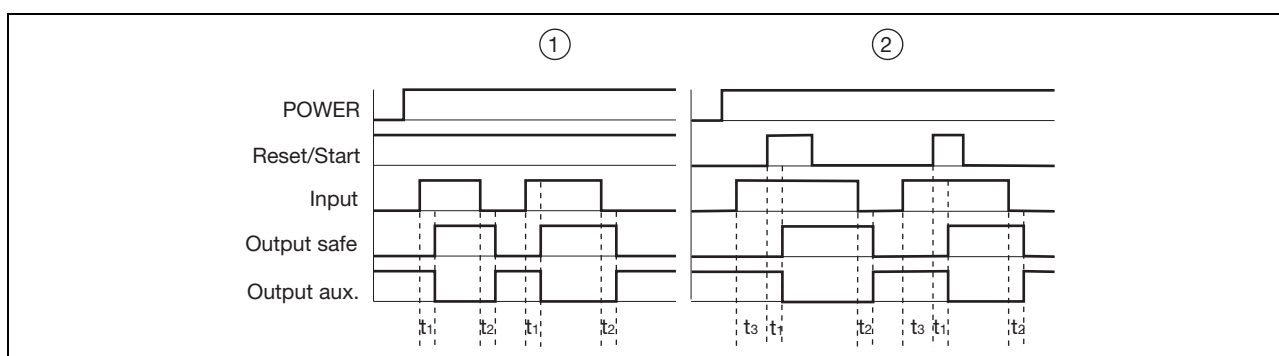 ① ②
POWER
Reset/Start
Input
Output safe
Output aux.
t1 t2 t1 t2 t3 t1 t2 t3 t1 t2